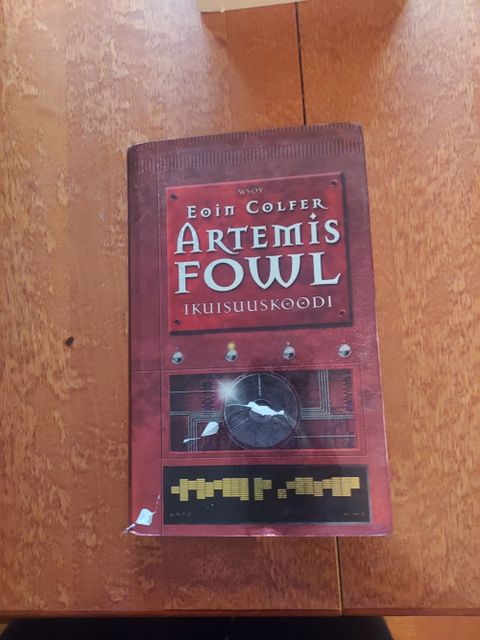 WSOY
EOIN COLFER
ARTEMIS
FOWL
IKUISUUSKOODI